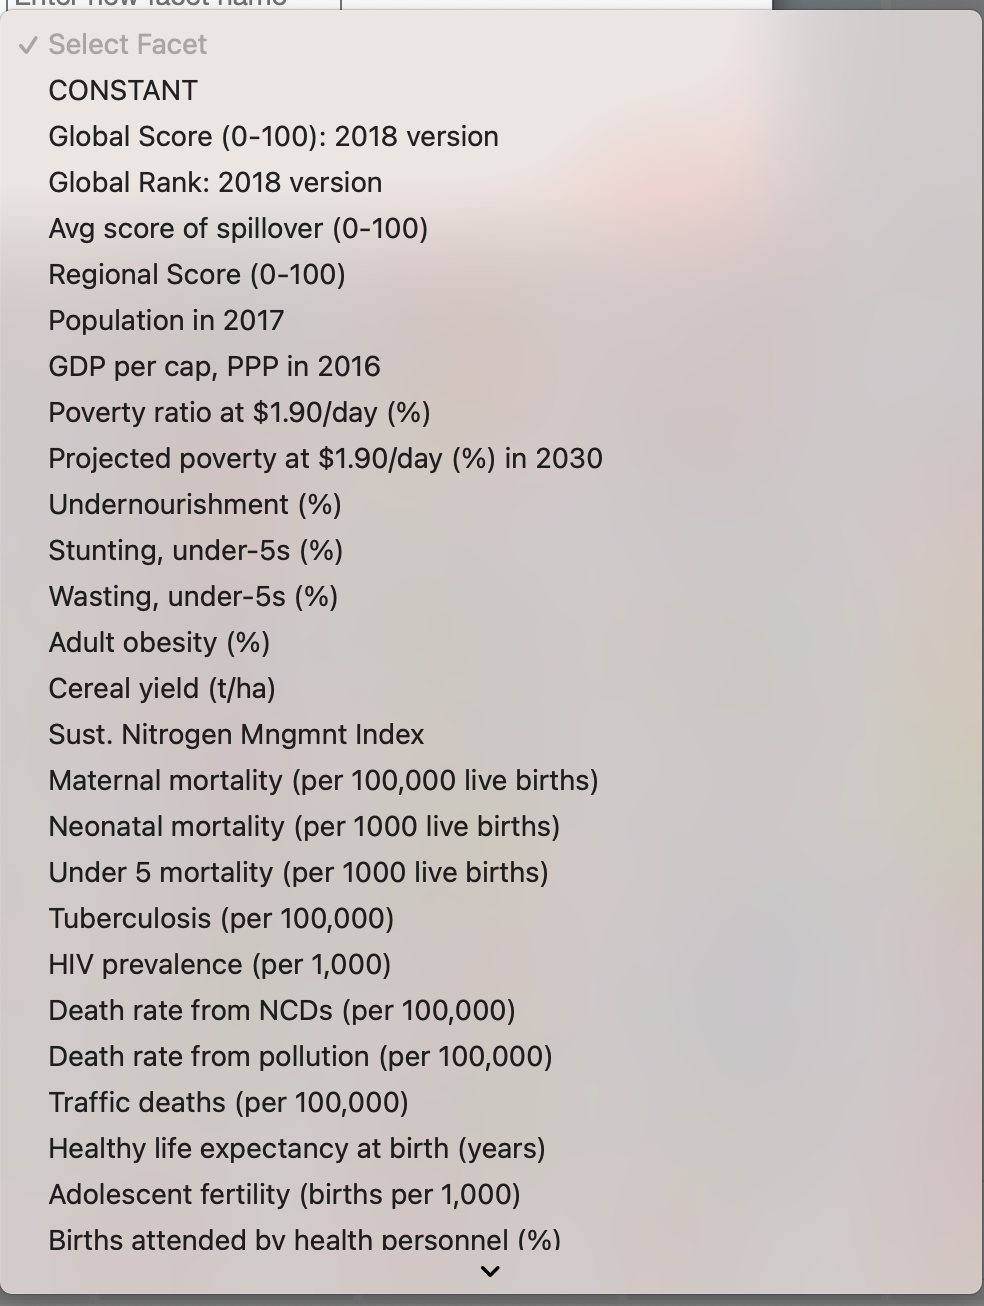 Enter new facet name
✓ Select Facet
CONSTANT
Global Score (0-100): 2018 version
Global Rank: 2018 version
Avg score of spillover (0-100)
Regional Score (0-100)
Population in 2017
GDP per cap, PPP in 2016
Poverty ratio at $1.90/day (%)
Projected poverty at $1.90/day (%) in 2030
Undernourishment (%)
Stunting, under-5s (%)
Wasting, under-5s (%)
Adult obesity (%)
Cereal yield (t/ha)
Sust. Nitrogen Mngmnt Index
Maternal mortality (per 100,000 live births)
Neonatal mortality (per 1000 live births)
Under 5 mortality (per 1000 live births)
Tuberculosis (per 100,000)
HIV prevalence (per 1,000)
Death rate from NCDs (per 100,000)
Death rate from pollution (per 100,000)
Traffic deaths (per 100,000)
Healthy life expectancy at birth (years)
Adolescent fertility (births per 1,000)
Births attended by health personnel (%)